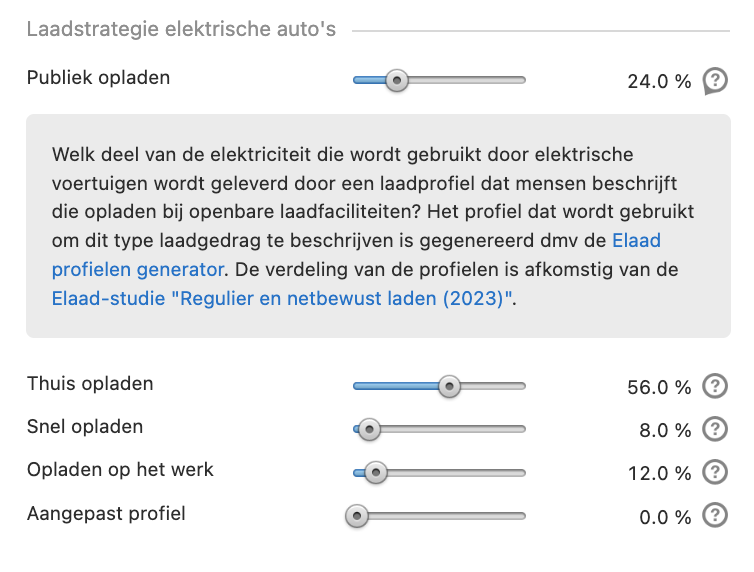 Laadstrategie elektrische auto's
Publiek opladen 24.0 % ?
Welk deel van de elektriciteit die wordt gebruikt door elektrische
voertuigen wordt geleverd door een laadprofiel dat mensen beschrijft
die opladen bij openbare laadfaciliteiten? Het profiel dat wordt gebruikt
om dit type laadgedrag te beschrijven is gegenereerd dmv de Elaad
profielen generator. De verdeling van de profielen is afkomstig van de
Elaad-studie "Regulier en netbewust laden (2023)".
Thuis opladen 56.0 % ?
Snel opladen 8.0 % ?
Opladen op het werk 12.0 % ?
Aangepast profiel 0.0 % ?